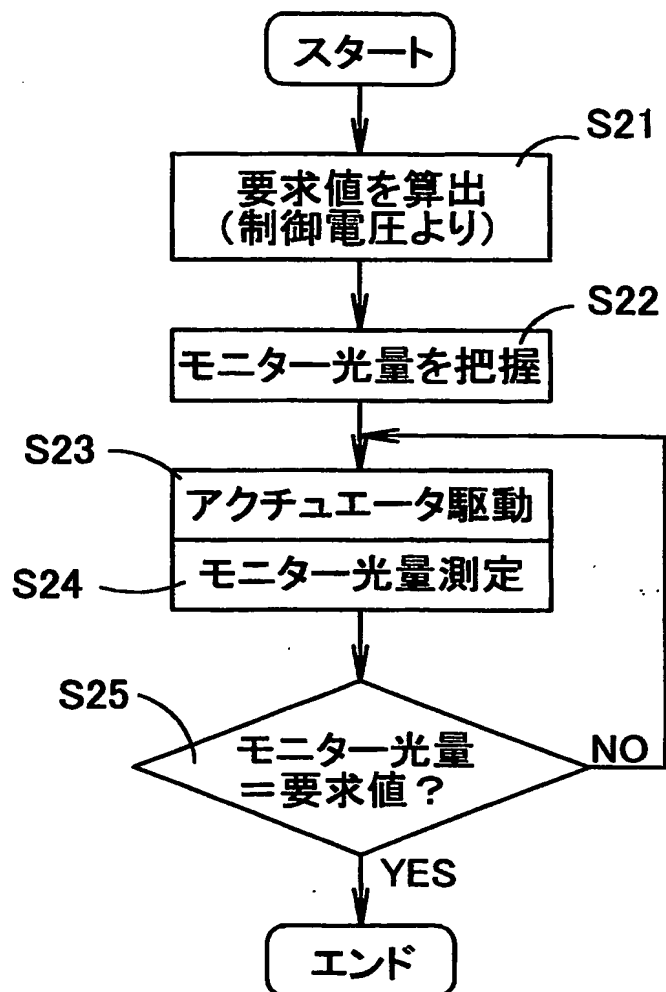 スタート
S21
要求値を算出
(制御電圧より)
S22
モニター光量を把握
S23
アクチュエータ駆動
S24
モニター光量測定
S25
モニター光量
=要求値?
NO
YES
エンド